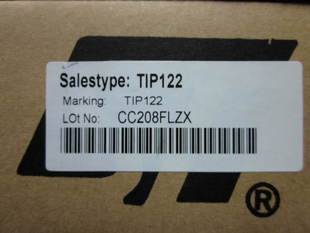 Salestype: TIP122
Marking: TIP122
LOt No: CC208FLZX
®